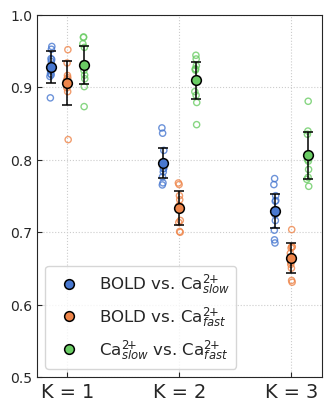 1.0
0.9
0.8
0.7
0.6
0.5
BOLD vs. Ca²⁺slow
BOLD vs. Ca²⁺fast
Ca²⁺slow vs. Ca²⁺fast
K = 1 K = 2 K = 3